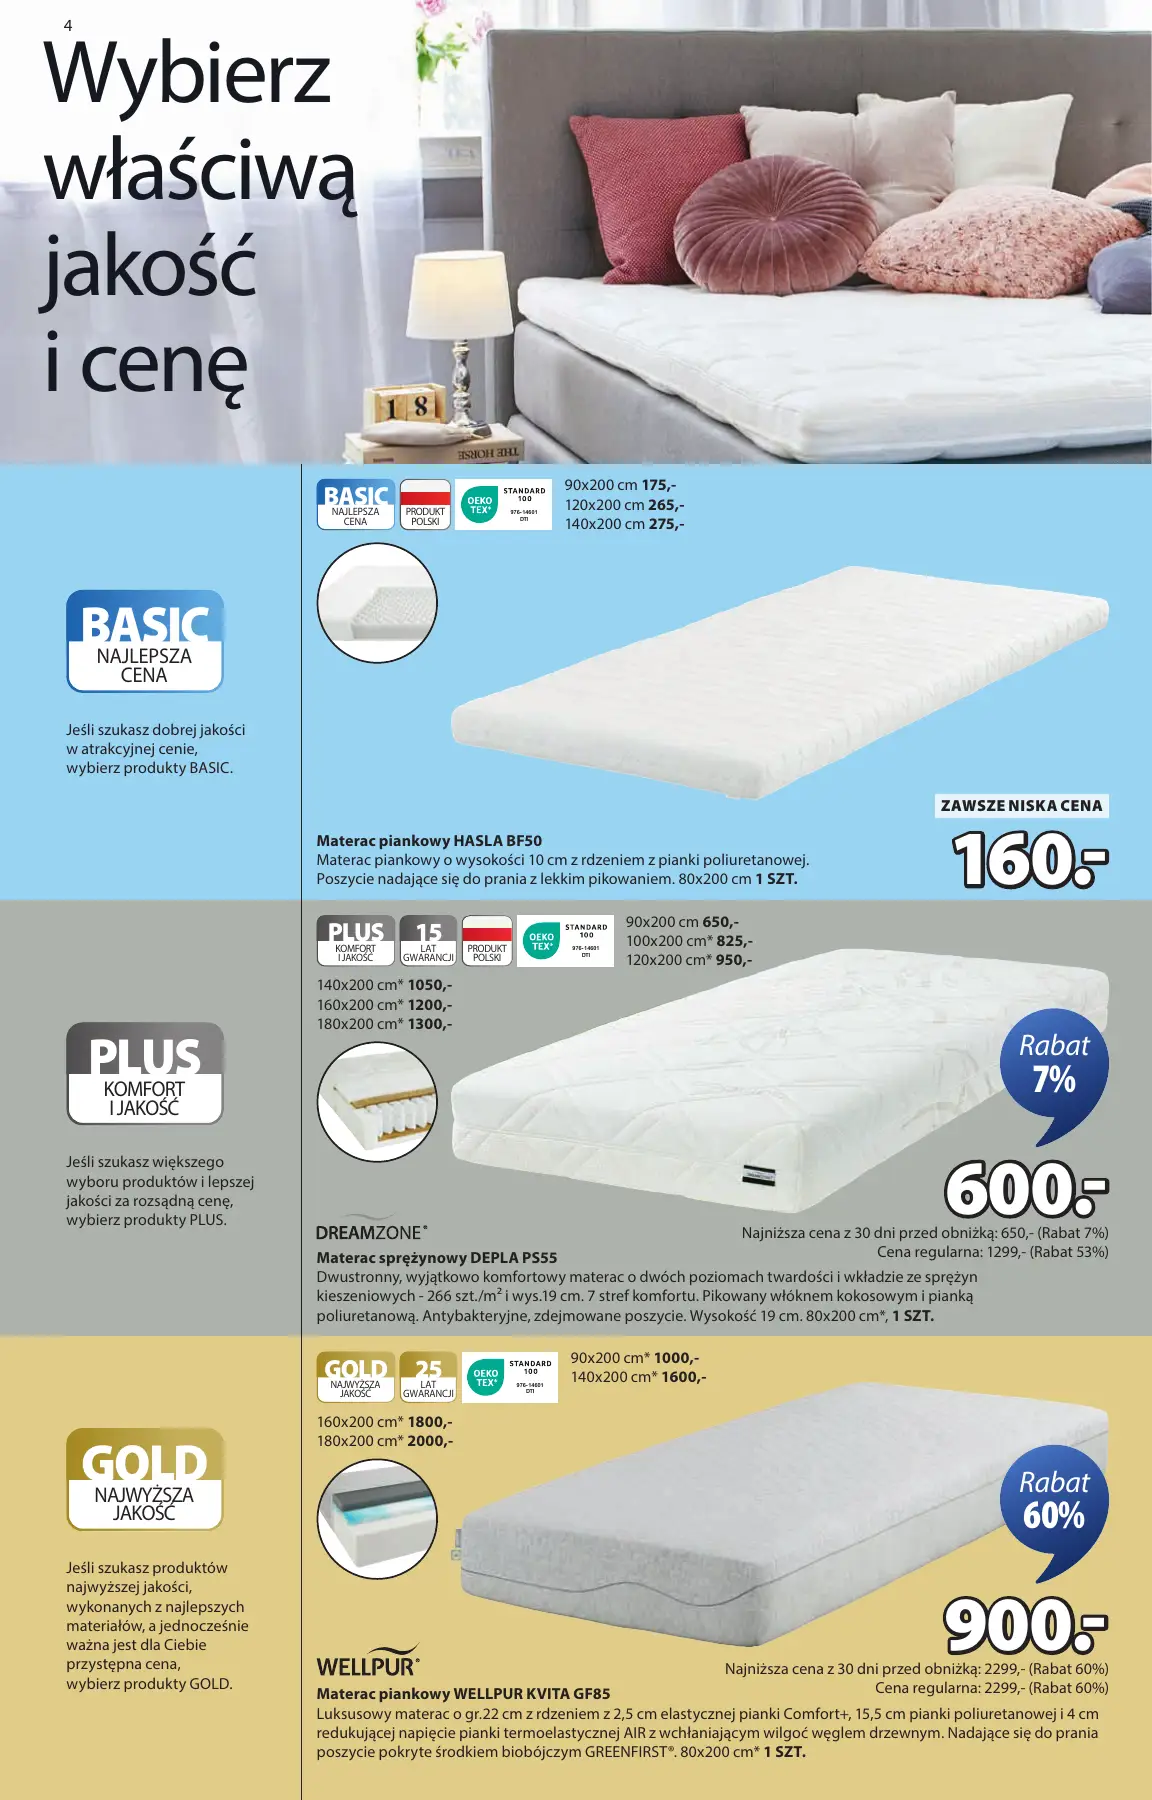 4
Wybierz
właściwą
jakość
i cenę
1 8
THE HORSE
BASIC
NAJLEPSZA
CENA
Jeśli szukasz dobrej jakości
w atrakcyjnej cenie,
wybierz produkty BASIC.
BASIC
NAJLEPSZA
CENA
PRODUKT
POLSKI
OEKO
TEX®
STANDARD
100
976-14601
DTI
90x200 cm 175,-
120x200 cm 265,-
140x200 cm 275,-
ZAWSZE NISKA CENA
160.-
Materac piankowy HASLA BF50
Materac piankowy o wysokości 10 cm z rdzeniem z pianki poliuretanowej.
Poszycie nadające się do prania z lekkim pikowaniem. 80x200 cm 1 SZT.
PLUS
KOMFORT
I JAKOŚĆ
Jeśli szukasz większego
wyboru produktów i lepszej
jakości za rozsądną cenę,
wybierz produkty PLUS.
PLUS
KOMFORT
I JAKOŚĆ
15
LAT
GWARANCJI
PRODUKT
POLSKI
OEKO
TEX®
STANDARD
100
976-14601
DTI
90x200 cm 650,-
100x200 cm* 825,-
120x200 cm* 950,-
140x200 cm* 1050,-
160x200 cm* 1200,-
180x200 cm* 1300,-
Rabat
7%
600.-
Najniższa cena z 30 dni przed obniżką: 650,- (Rabat 7%)
Cena regularna: 1299,- (Rabat 53%)
DREAMZONE®
Materac sprężynowy DEPLA PS55
Dwustronny, wyjątkowo komfortowy materac o dwóch poziomach twardości i wkładzie ze sprężyn
kieszeniowych - 266 szt./m² i wys.19 cm. 7 stref komfortu. Pikowany włóknem kokosowym i pianką
poliuretanową. Antybakteryjne, zdejmowane poszycie. Wysokość 19 cm. 80x200 cm*, 1 SZT.
GOLD
NAJWYŻSZA
JAKOŚĆ
Jeśli szukasz produktów
najwyższej jakości,
wykonanych z najlepszych
materiałów, a jednocześnie
ważna jest dla Ciebie
przystępna cena,
wybierz produkty GOLD.
GOLD
NAJWYŻSZA
JAKOŚĆ
25
LAT
GWARANCJI
OEKO
TEX®
STANDARD
100
976-14601
DTI
90x200 cm* 1000,-
140x200 cm* 1600,-
160x200 cm* 1800,-
180x200 cm* 2000,-
Rabat
60%
900.-
Najniższa cena z 30 dni przed obniżką: 2299,- (Rabat 60%)
Cena regularna: 2299,- (Rabat 60%)
WELLPUR®
Materac piankowy WELLPUR KVITA GF85
Luksusowy materac o gr.22 cm z rdzeniem z 2,5 cm elastycznej pianki Comfort+, 15,5 cm pianki poliuretanowej i 4 cm
redukującej napięcie pianki termoelastycznej AIR z wchłaniającym wilgoć węglem drzewnym. Nadające się do prania
poszycie pokryte środkiem biobójczym GREENFIRST®. 80x200 cm* 1 SZT.